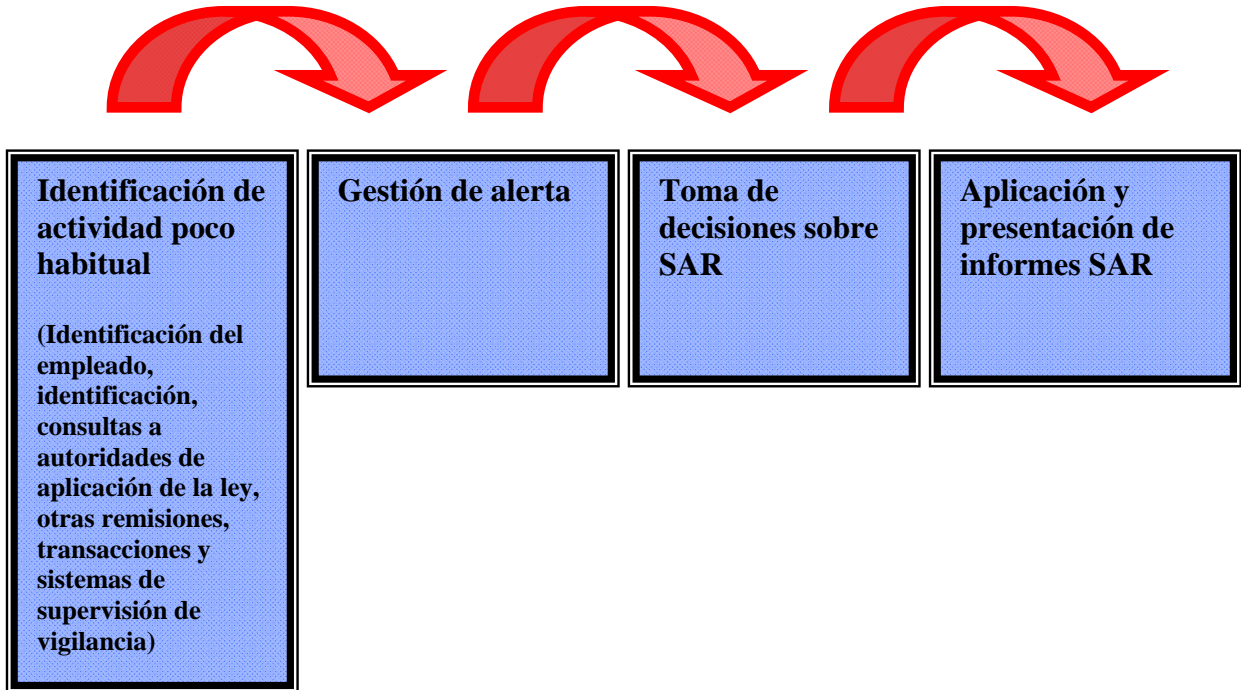 Identificación de
actividad poco
habitual
(Identificación del
empleado,
identificación,
consultas a
autoridades de
aplicación de la ley,
otras remisiones,
transacciones y
sistemas de
supervisión de
vigilancia)
Gestión de alerta
Toma de
decisiones sobre
SAR
Aplicación y
presentación de
informes SAR